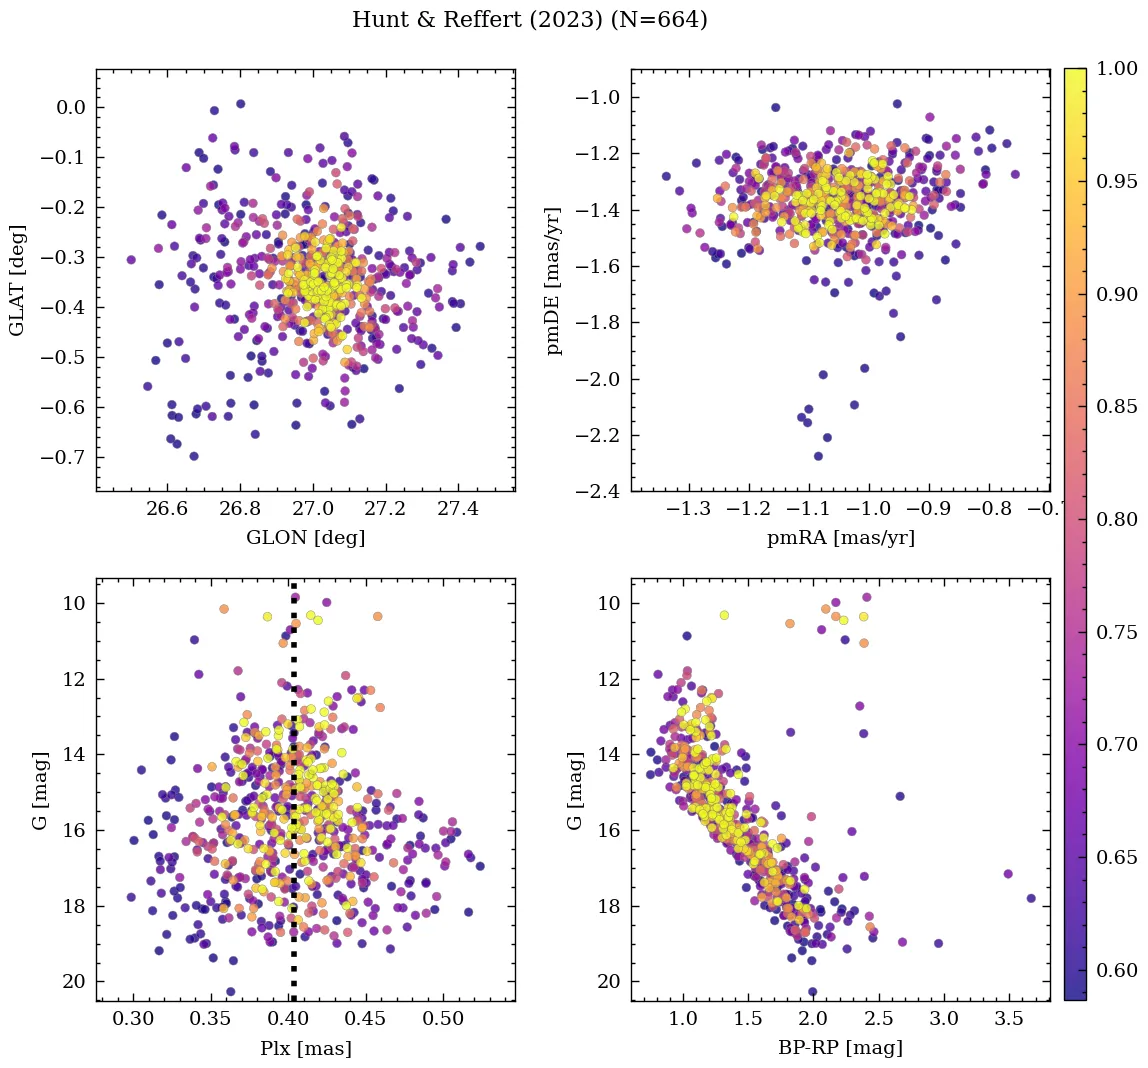 Hunt & Reffert (2023) (N=664)
0.0
−0.1
−0.2
−0.3
−0.4
−0.5
−0.6
−0.7
GLAT [deg]
26.6 26.8 27.0 27.2 27.4
GLON [deg]
−1.0
−1.2
−1.4
−1.6
−1.8
−2.0
−2.2
−2.4
pmDE [mas/yr]
−1.3 −1.2 −1.1 −1.0 −0.9 −0.8
pmRA [mas/yr]
10
12
14
16
18
20
G [mag]
0.30 0.35 0.40 0.45 0.50
Plx [mas]
10
12
14
16
18
20
G [mag]
1.0 1.5 2.0 2.5 3.0 3.5
BP-RP [mag]
1.00
0.95
0.90
0.85
0.80
0.75
0.70
0.65
0.60